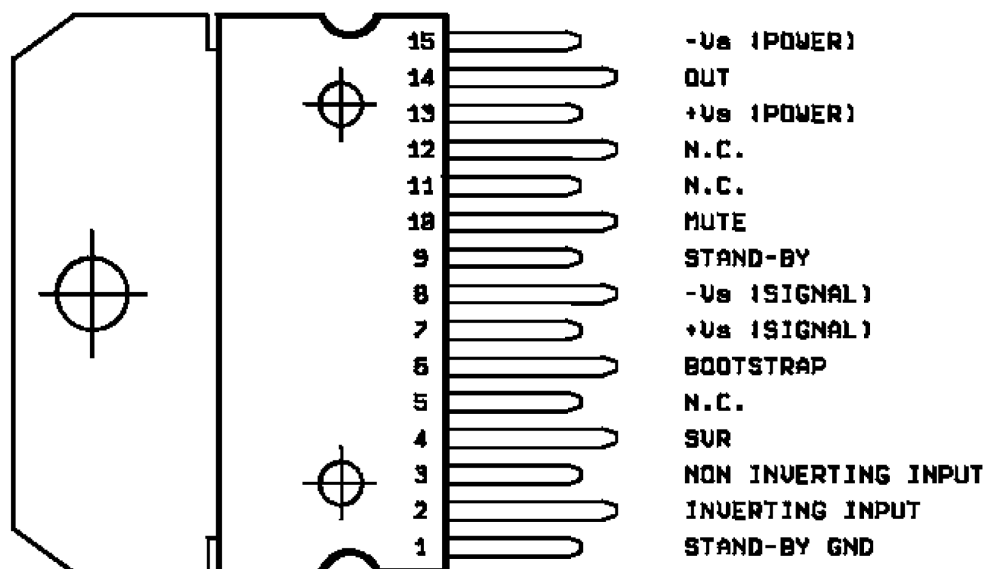 15 -Vs (POWER)
14 OUT
13 +Vs (POWER)
12 N.C.
11 N.C.
10 MUTE
9 STAND-BY
8 -Vs (SIGNAL)
7 +Vs (SIGNAL)
6 BOOTSTRAP
5 N.C.
4 SVR
3 NON INVERTING INPUT
2 INVERTING INPUT
1 STAND-BY GND